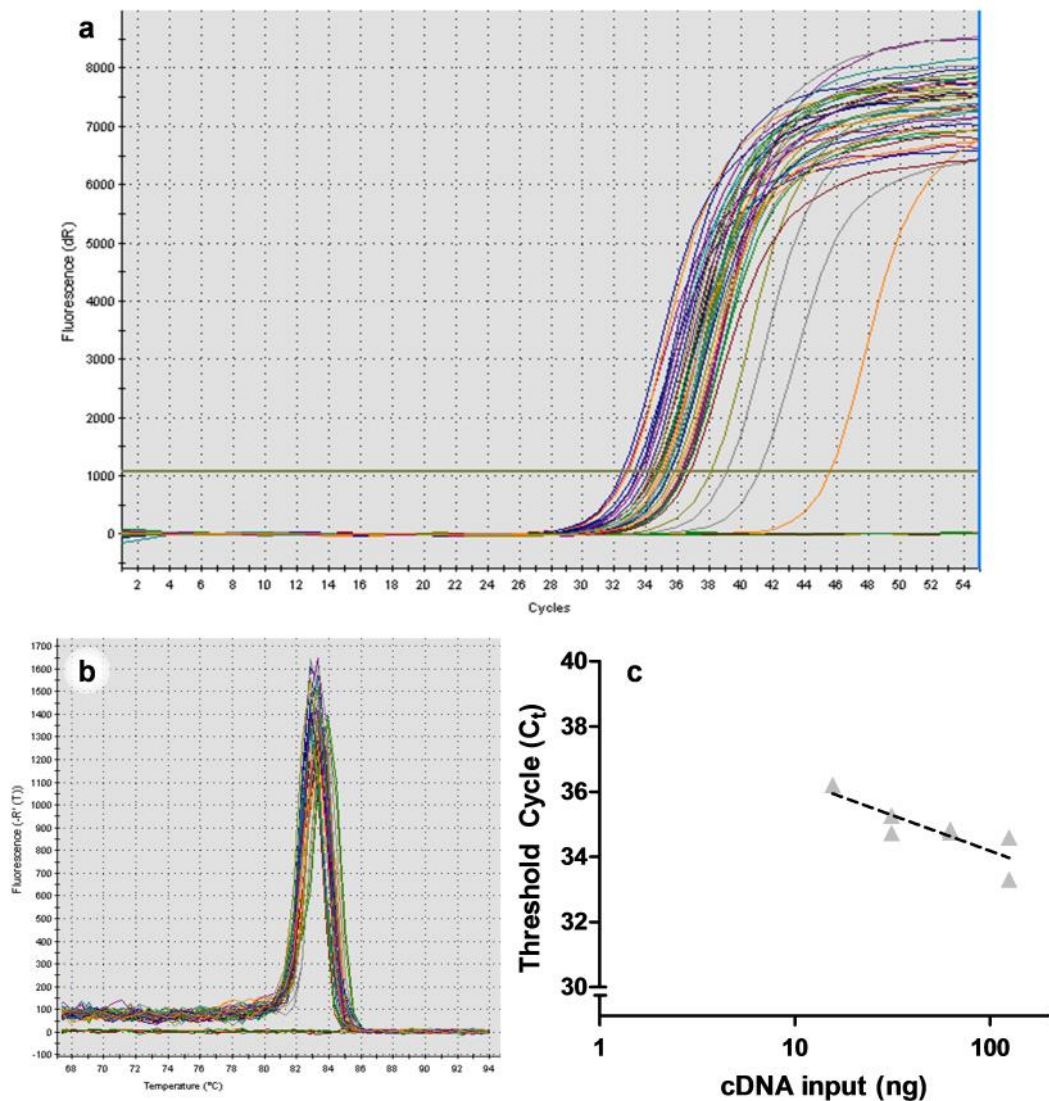 a
Fluorescence (dR)
8000
7000
6000
5000
4000
3000
2000
1000
0
2 4 6 8 10 12 14 16 18 20 22 24 26 28 30 32 34 36 38 40 42 44 46 48 50 52 54
Cycles
b
Fluorescence (-R'(T))
1700
1600
1500
1400
1300
1200
1100
1000
900
800
700
600
500
400
300
200
100
0
-100
68 70 72 74 76 78 80 82 84 86 88 90 92 94
Temperature (°C)
c
Threshold Cycle (Ct)
40
38
36
34
32
30
1 10 100
cDNA input (ng)